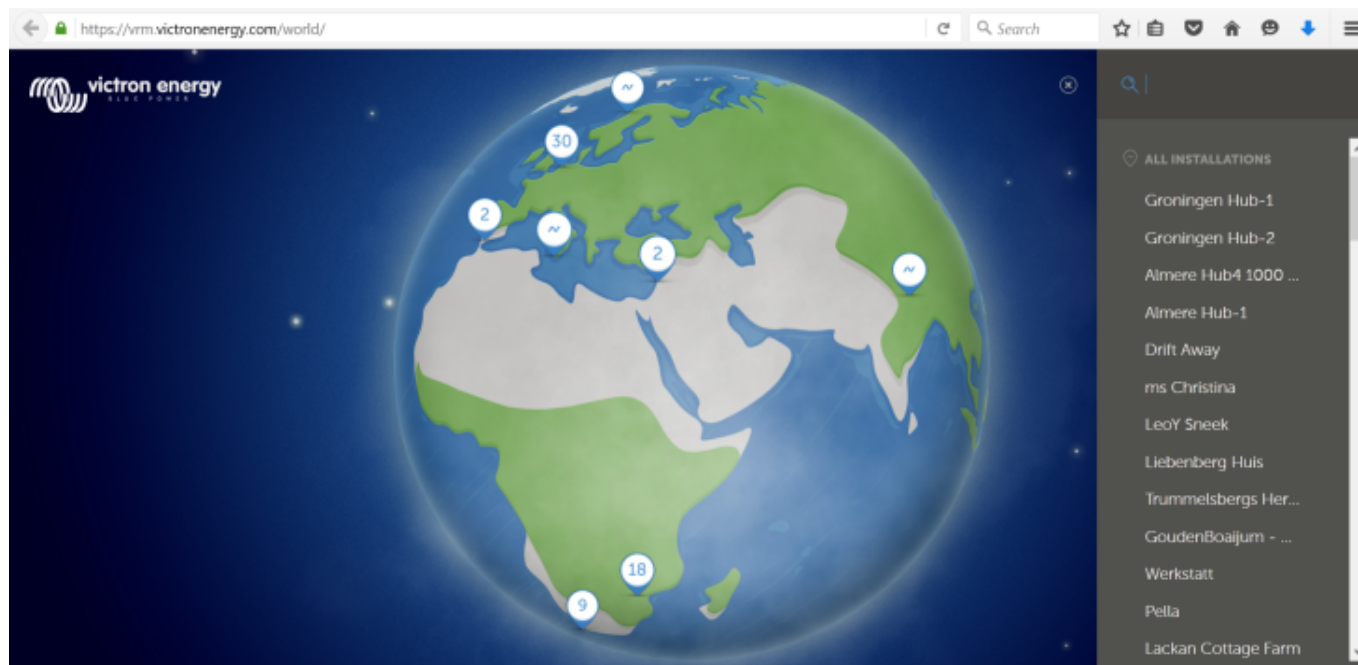 https://vrm.victronenergy.com/world/
Search
victron energy
BLUE POWER
~
30
2
~
2
~
18
9
ALL INSTALLATIONS
Groningen Hub-1
Groningen Hub-2
Almere Hub4 1000 ...
Almere Hub-1
Drift Away
ms Christina
LeoY Sneek
Liebenberg Huis
Trummelsbergs Her...
GoudenBoaijum - ...
Werkstatt
Pella
Lackan Cottage Farm